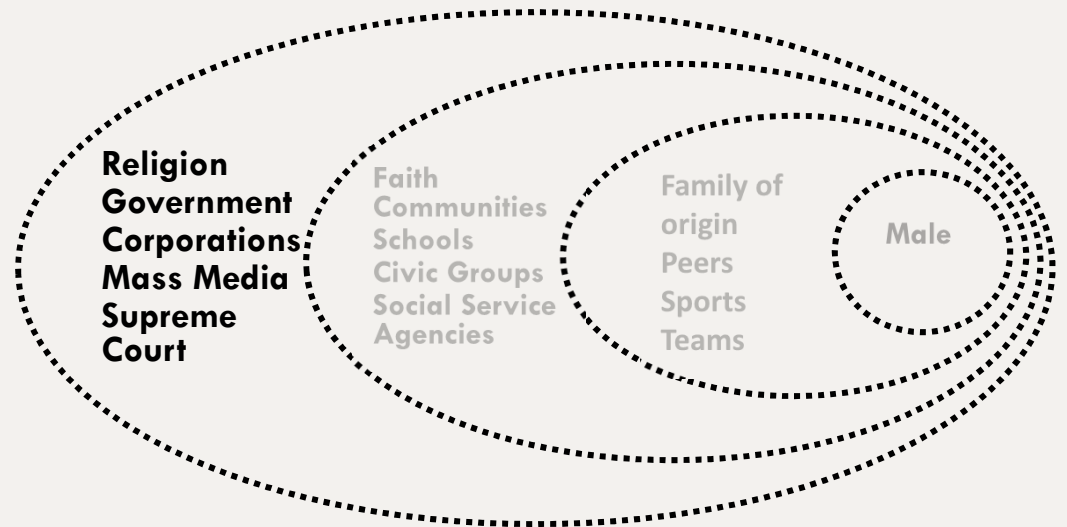 Religion
Government
Corporations
Mass Media
Supreme
Court
Faith
Communities
Schools
Civic Groups
Social Service
Agencies
Family of
origin
Peers
Sports
Teams
Male